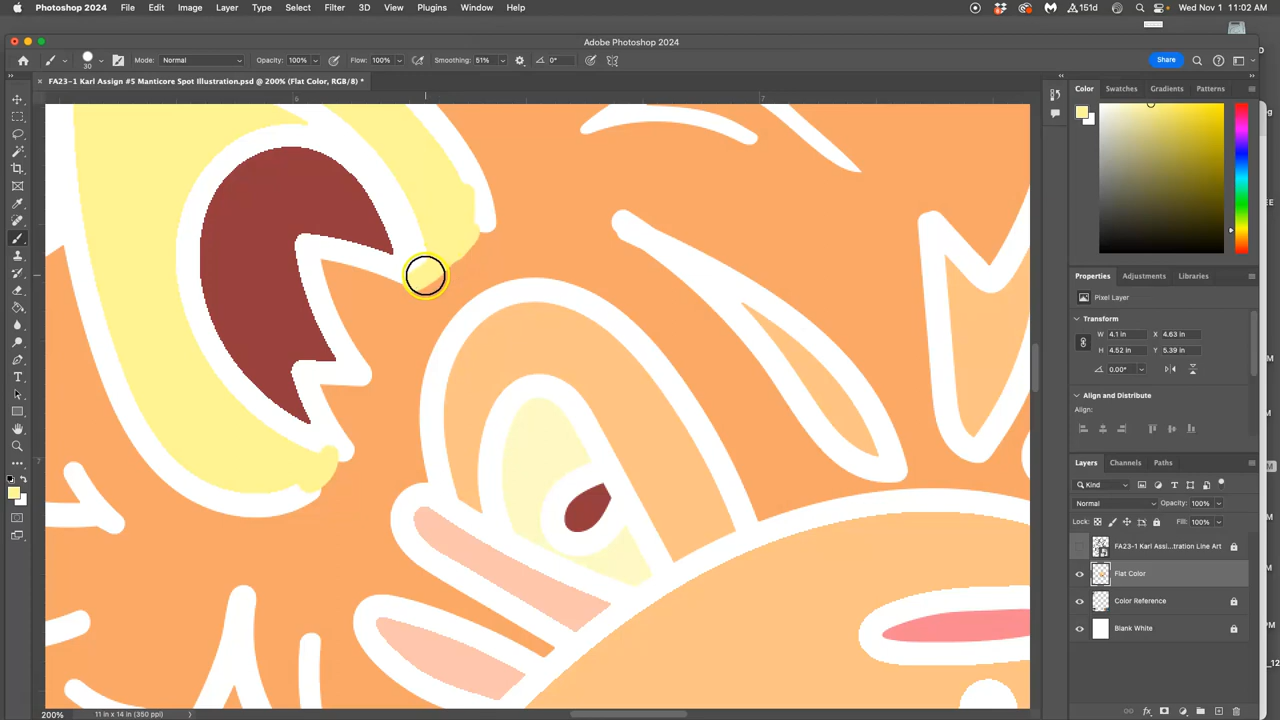 Photoshop 2024 File Edit Image Layer Type Select Filter 3D View Plugins Window Help 151d Wed Nov 1 11:02 AM
Adobe Photoshop 2024
30 Mode: Normal Opacity: 100% Flow: 100% Smoothing: 51% 0° Share
× FA23-1 Karl Assign #5 Manticore Spot Illustration.psd @ 200% (Flat Color, RGB/8) *
Color Swatches Gradients Patterns
6 7
7
Properties Adjustments Libraries
Pixel Layer
Transform
W 4.1 in X 4.63 in
H 4.52 in Y 5.39 in
0.00°
Align and Distribute
Align:
Layers Channels Paths
Kind
Normal Opacity: 100%
Lock: Fill: 100%
FA23-1 Karl Assi...tration Line Art
Flat Color
Color Reference
Blank White
fx
200% 11 in x 14 in (350 ppi)